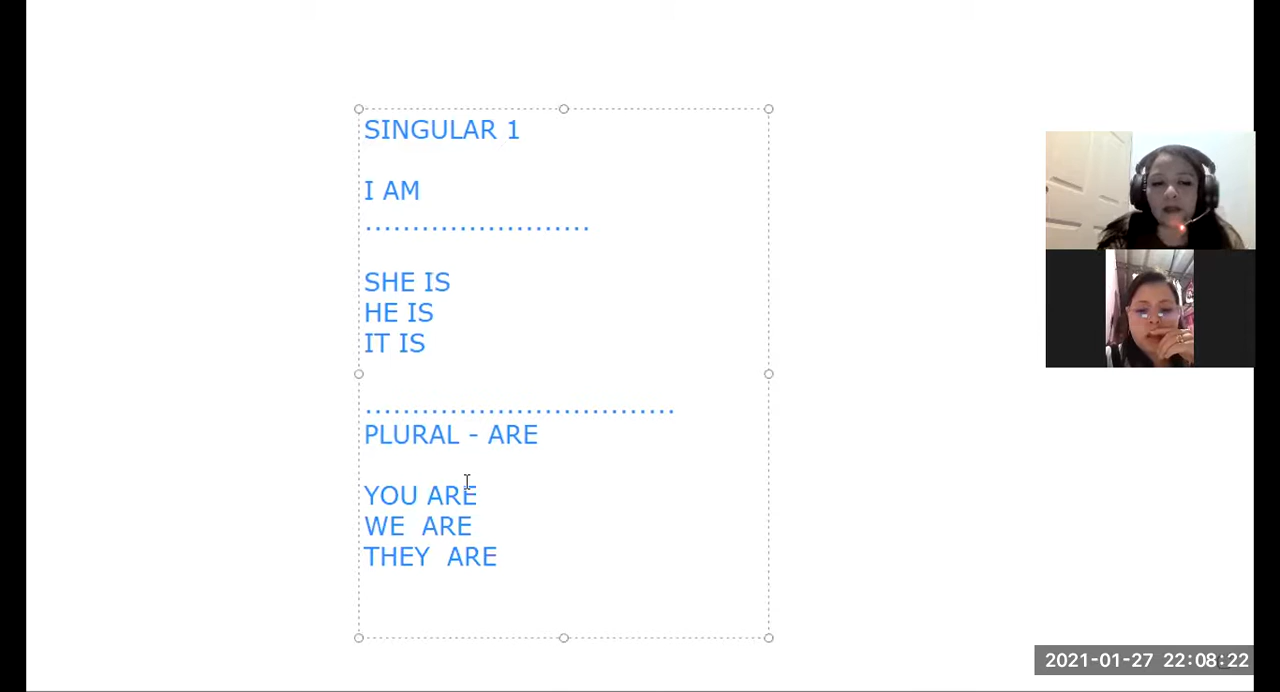 SINGULAR 1
I AM
........................
SHE IS
HE IS
IT IS
.................................
PLURAL - ARE
YOU ARE
WE  ARE
THEY  ARE
2021-01-27 22:08:22